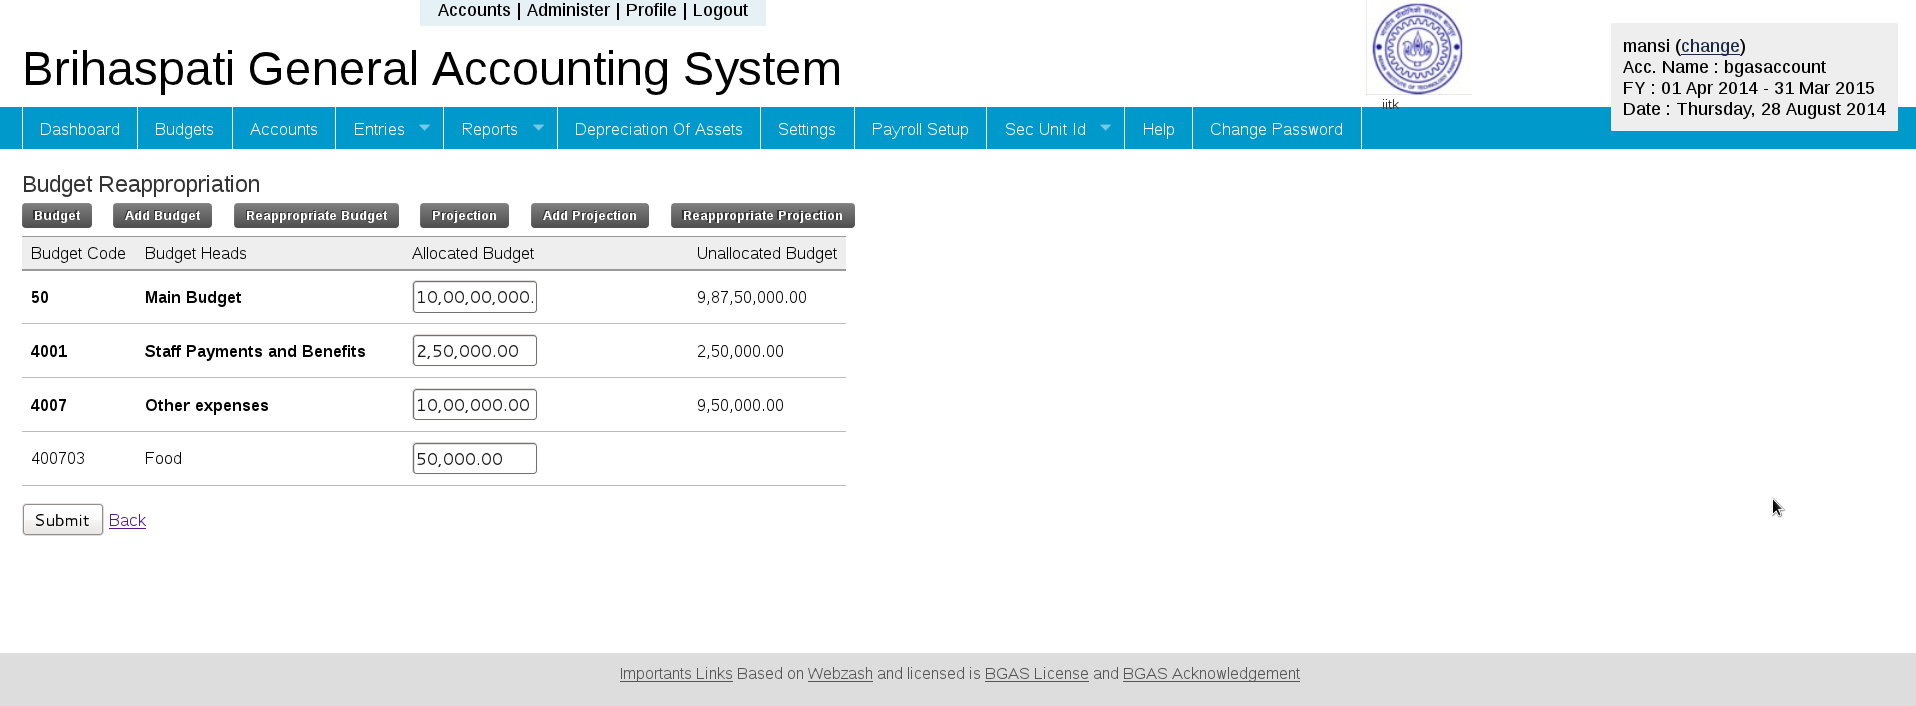 Accounts | Administer | Profile | Logout
Brihaspati General Accounting System
iitk
mansi (change)
Acc. Name : bgasaccount
FY : 01 Apr 2014 - 31 Mar 2015
Date : Thursday, 28 August 2014
Dashboard Budgets Accounts Entries Reports Depreciation Of Assets Settings Payroll Setup Sec Unit Id Help Change Password
Budget Reappropriation
Budget Add Budget Reappropriate Budget Projection Add Projection Reappropriate Projection
Budget Code Budget Heads Allocated Budget Unallocated Budget
50 Main Budget 10,00,00,000. 9,87,50,000.00
4001 Staff Payments and Benefits 2,50,000.00 2,50,000.00
4007 Other expenses 10,00,000.00 9,50,000.00
400703 Food 50,000.00
Submit Back
Importants Links Based on Webzash and licensed is BGAS License and BGAS Acknowledgement